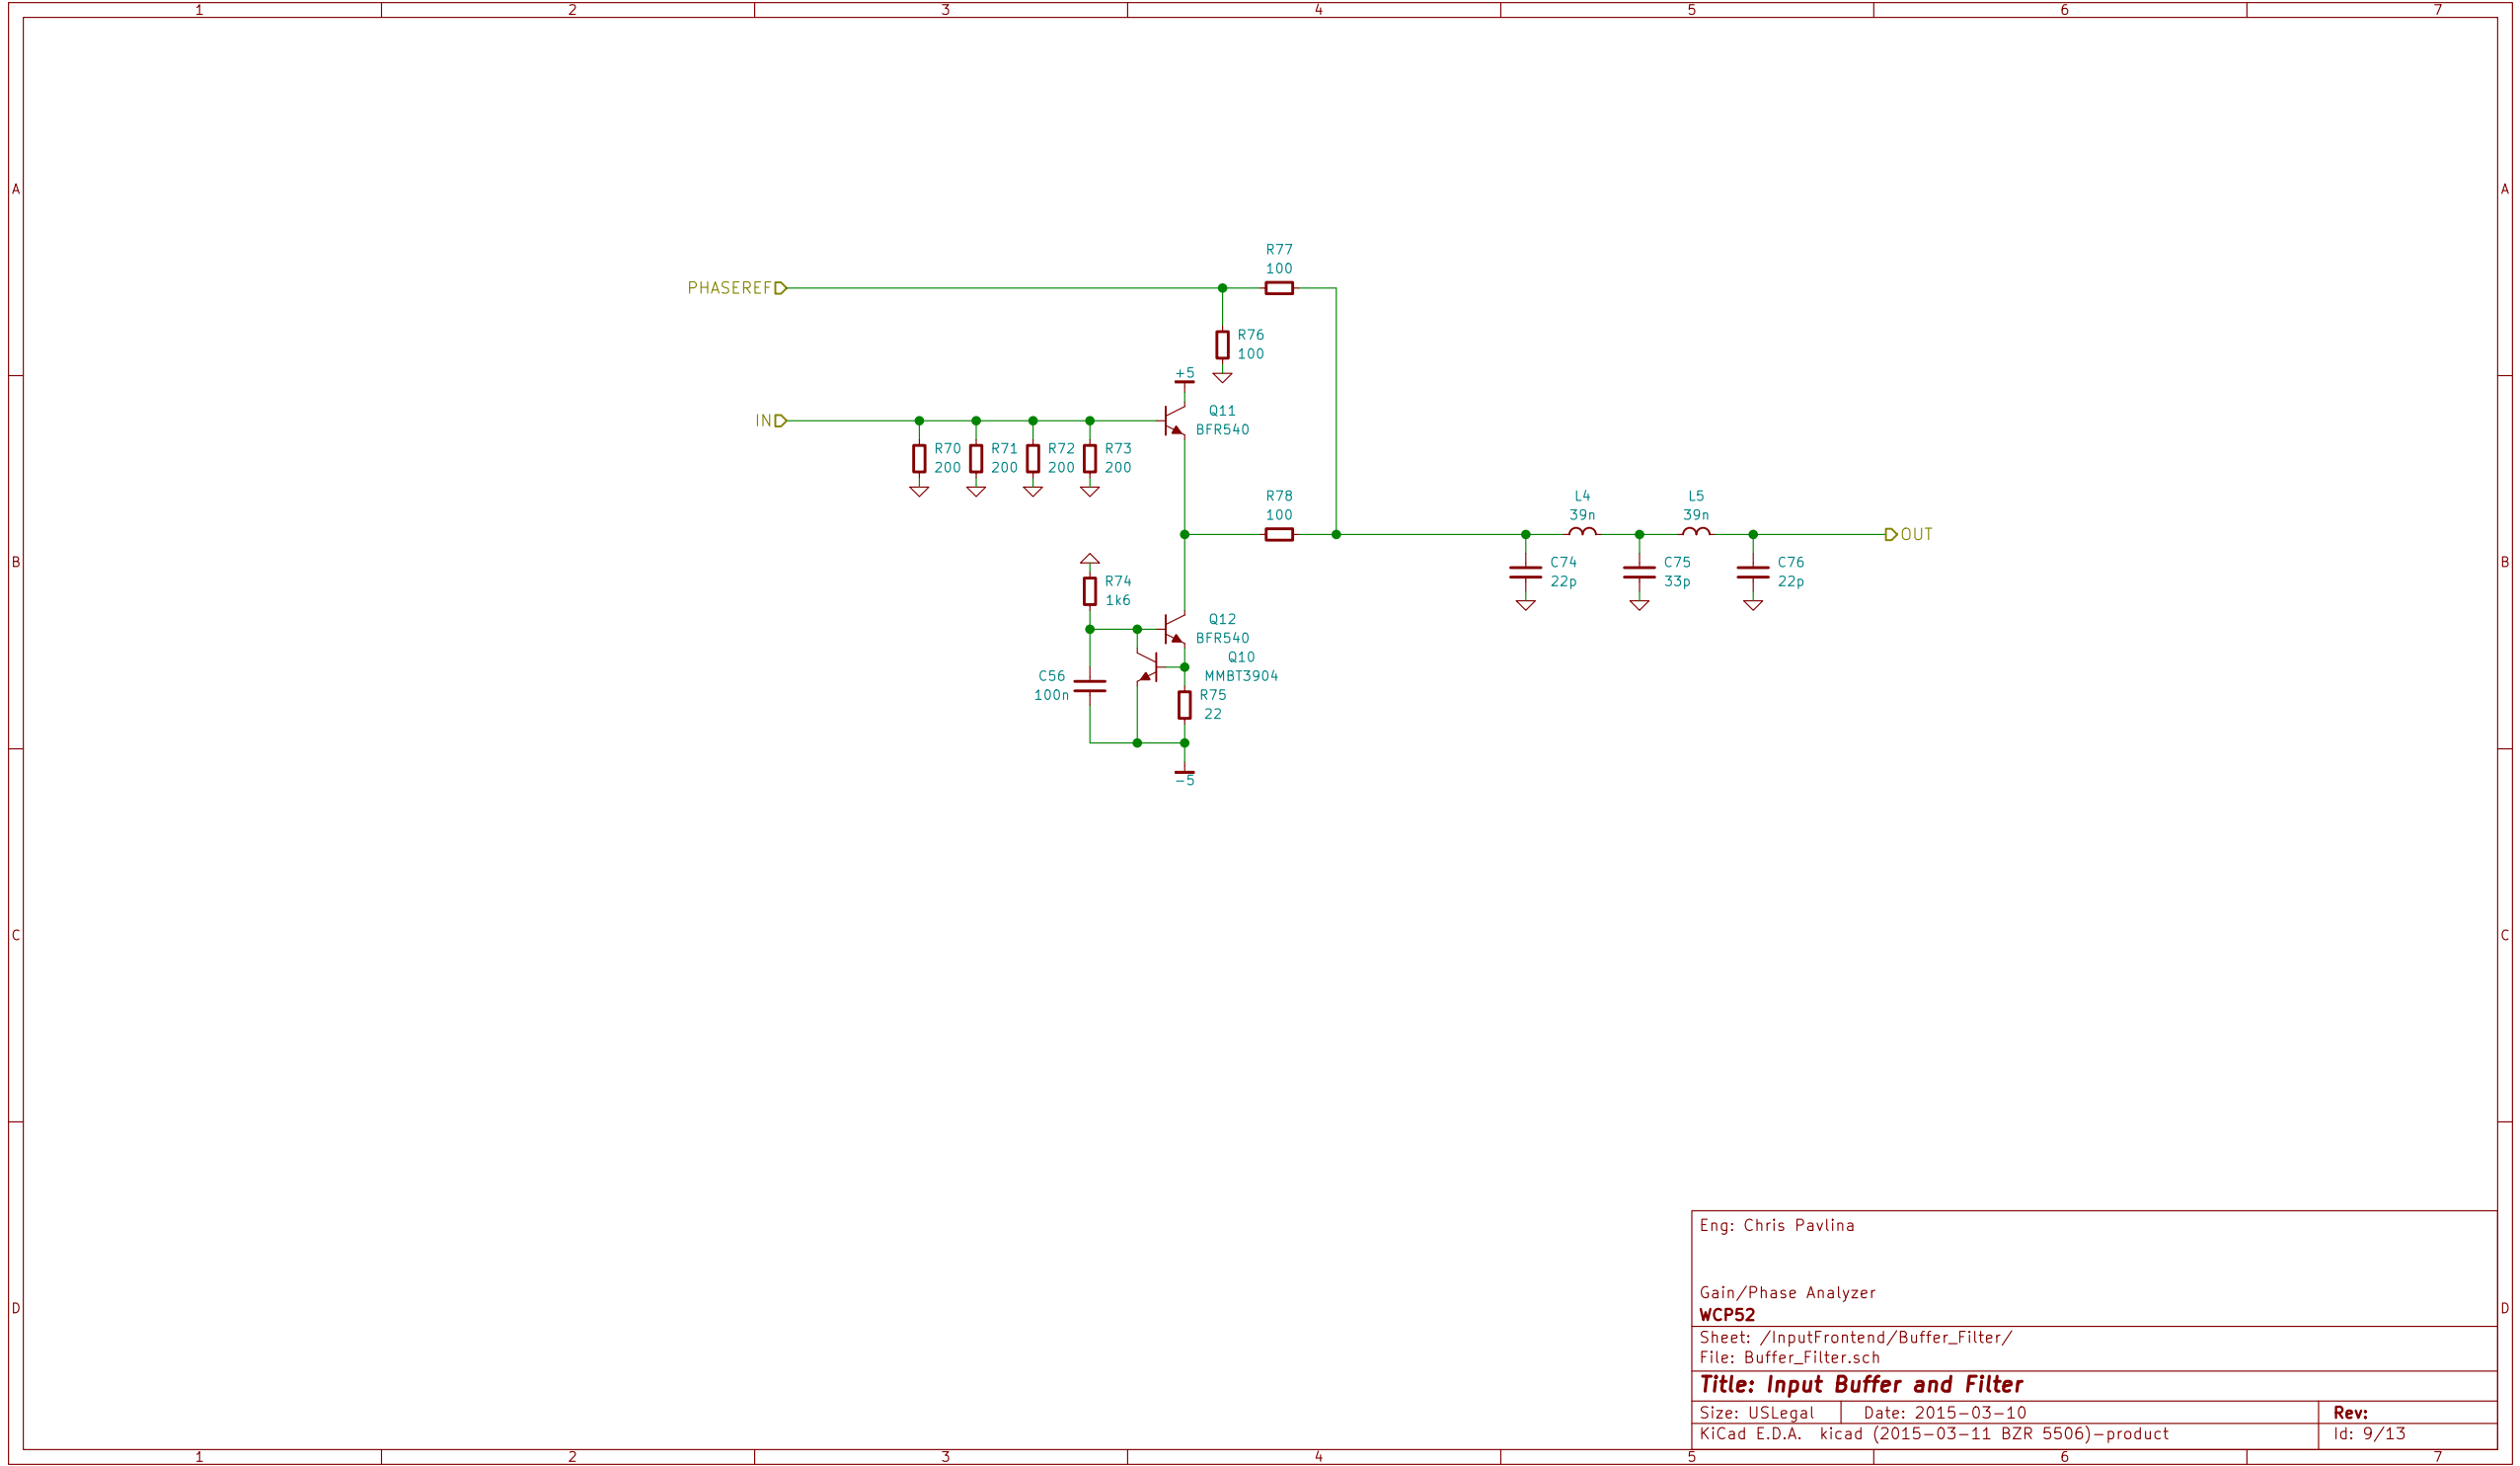 1 2 3 4 5 6 7
A A
R77
100
PHASEREF
R76
100
+5
Q11
BFR540
IN
R70 R71 R72 R73
200 200 200 200
R78
100
L4 L5
39n 39n
OUT
B B
C74 C75 C76
22p 33p 22p
R74
1k6
Q12
BFR540
Q10
MMBT3904
C56
100n
R75
22
-5
C C
D D
Eng: Chris Pavlina
Gain/Phase Analyzer
WCP52
Sheet: /InputFrontend/Buffer_Filter/
File: Buffer_Filter.sch
Title: Input Buffer and Filter
Size: USLegal Date: 2015-03-10 Rev:
KiCad E.D.A. kicad (2015-03-11 BZR 5506)-product Id: 9/13
1 2 3 4 5 6 7